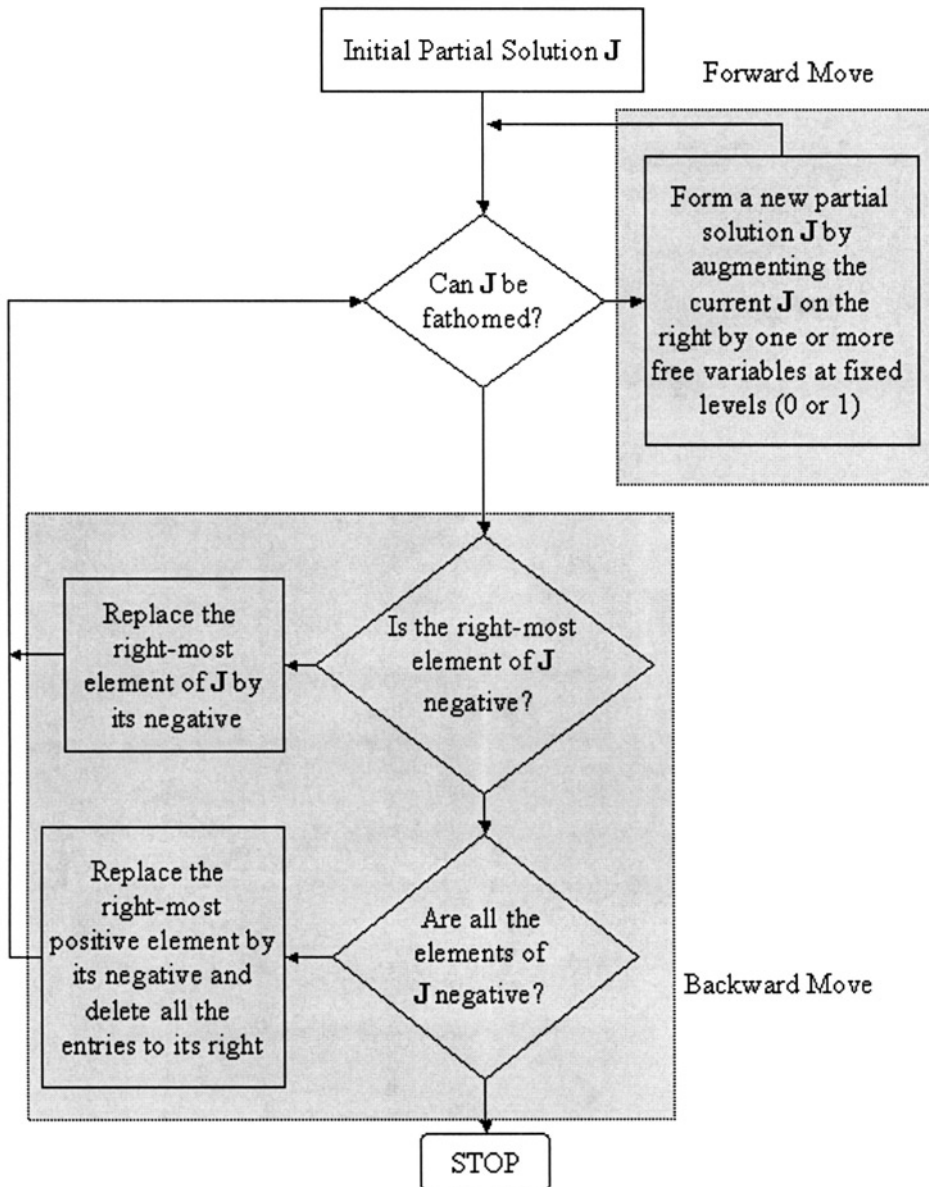 Initial Partial Solution J
Forward Move
Form a new partial
solution J by
augmenting the
current J on the
right by one or more
free variables at fixed
levels (0 or 1)
Can J be
fathomed?
Replace the
right-most
element of J by
its negative
Is the right-most
element of J
negative?
Replace the
right-most
positive element by
its negative and
delete all the
entries to its right
Are all the
elements of
J negative?
Backward Move
STOP